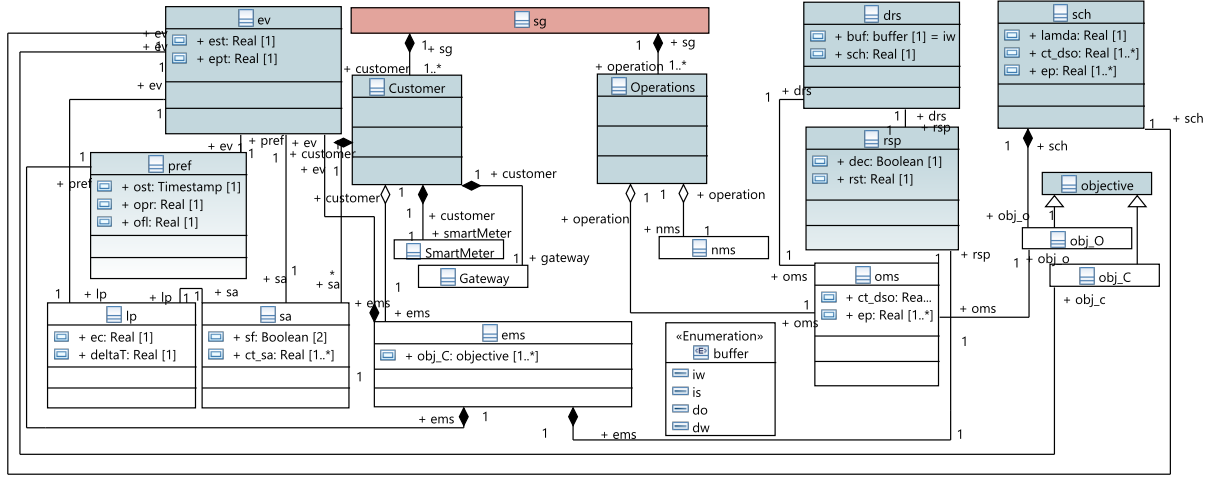 ev
+ est: Real [1]
+ ept: Real [1]
sg
drs
+ buf: buffer [1] = iw
+ sch: Real [1]
sch
+ lamda: Real [1]
+ ct_dso: Real [1..*]
+ ep: Real [1..*]
+ ev
+ ev
1
+ ev
1
1
+ sg
+ customer
1..*
1
+ sg
+ operation
1..*
Customer
Operations
1
+ drs
1
+ drs
1
+ rsp
1
+ sch
1
+ sch
rsp
+ dec: Boolean [1]
+ rst: Real [1]
+ ev
1
+ pref
1
+ ev
+ customer
1
+ ev
1
+ pref
pref
+ ost: Timestamp [1]
+ opr: Real [1]
+ ofl: Real [1]
+ customer
1
1
+ customer
1
+ smartMeter
1
+ customer
1
+ gateway
SmartMeter
Gateway
+ operation
1
1
+ operation
+ nms
1
nms
objective
+ obj_o
1
obj_O
1
+ obj_o
obj_C
+ obj_c
1
+ rsp
1
+ oms
oms
+ ct_dso: Rea...
+ ep: Real [1..*]
1
+ oms
+ oms
1
1
+ lp
+ lp
1
1
+ sa
+ sa
1
*
+ sa
1
+ ems
+ ems
lp
+ ec: Real [1]
+ deltaT: Real [1]
sa
+ sf: Boolean [2]
+ ct_sa: Real [1..*]
1
ems
+ obj_C: objective [1..*]
«Enumeration»
buffer
iw
is
do
dw
+ ems
1
1
+ ems
1